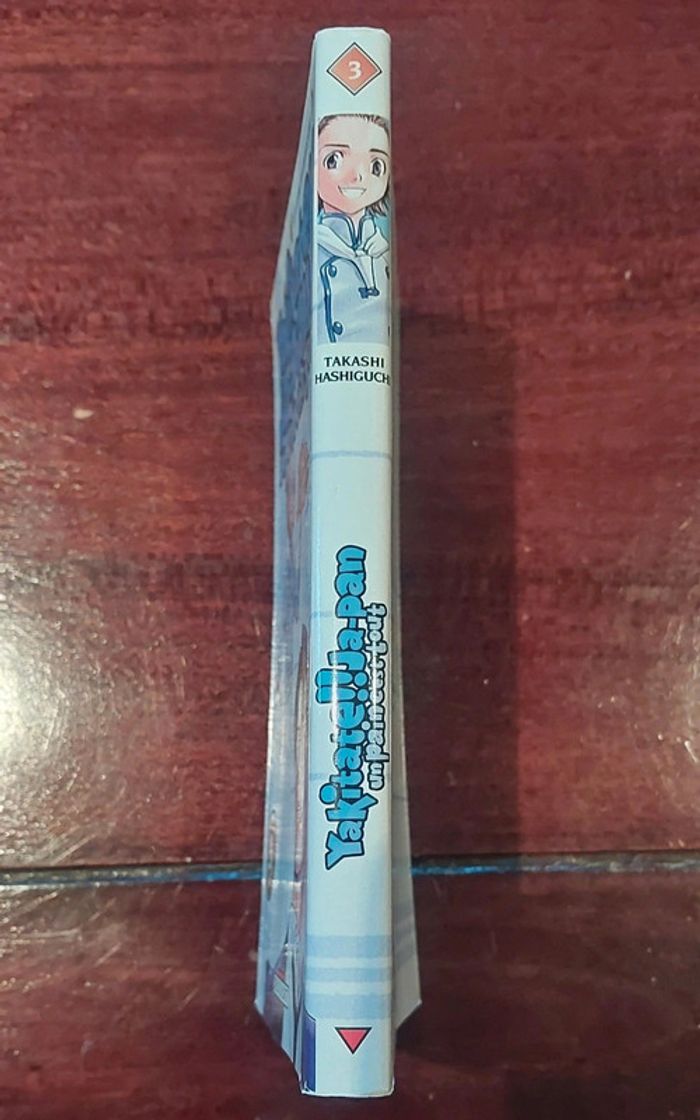 3
TAKASHI
HASHIGUCHI
Yakitate!! Ja-pan
un pain c'est tout